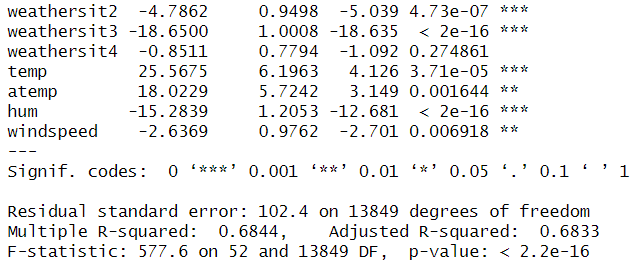 weathersit2 -4.7862 0.9498 -5.039 4.73e-07 ***
weathersit3 -18.6500 1.0008 -18.635 < 2e-16 ***
weathersit4 -0.8511 0.7794 -1.092 0.274861
temp 25.5675 6.1963 4.126 3.71e-05 ***
atemp 18.0229 5.7242 3.149 0.001644 **
hum -15.2839 1.2053 -12.681 < 2e-16 ***
windspeed -2.6369 0.9762 -2.701 0.006918 **
---
Signif. codes: 0 ‘***’ 0.001 ‘**’ 0.01 ‘*’ 0.05 ‘.’ 0.1 ‘ ’ 1
Residual standard error: 102.4 on 13849 degrees of freedom
Multiple R-squared: 0.6844, Adjusted R-squared: 0.6833
F-statistic: 577.6 on 52 and 13849 DF, p-value: < 2.2e-16